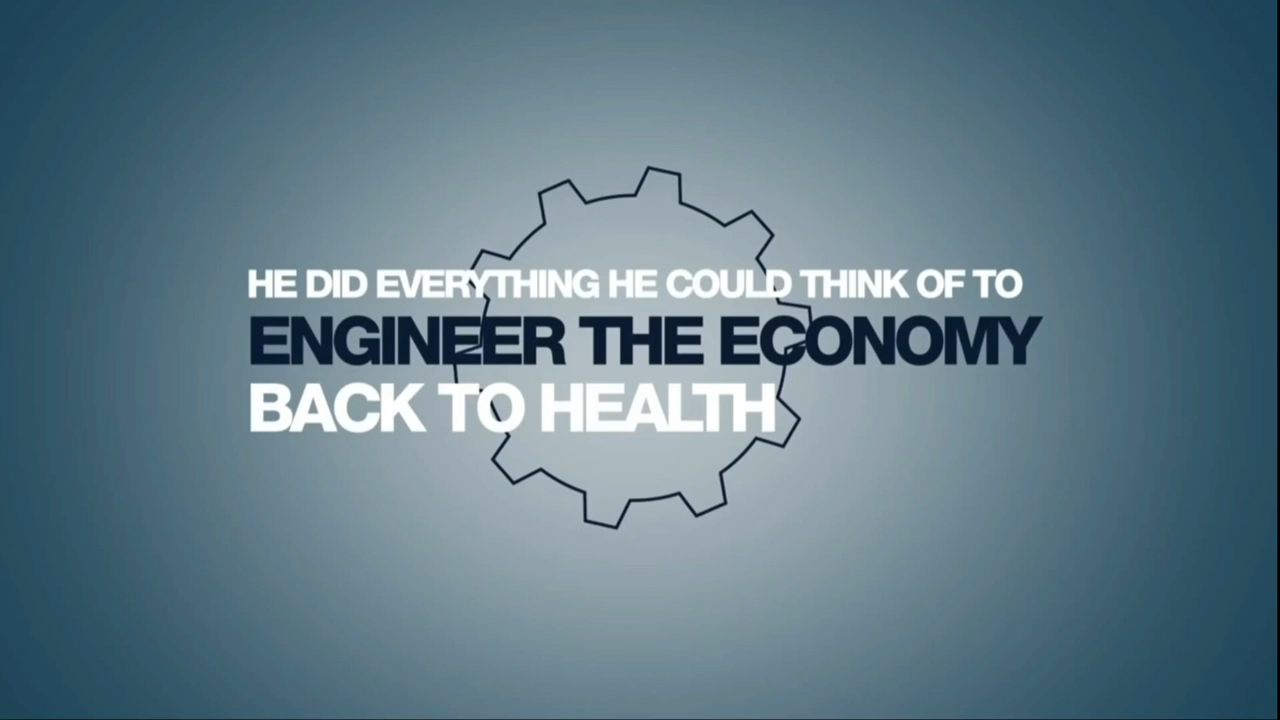 HE DID EVERYTHING HE COULD THINK OF TO
ENGINEER THE ECONOMY
BACK TO HEALTH